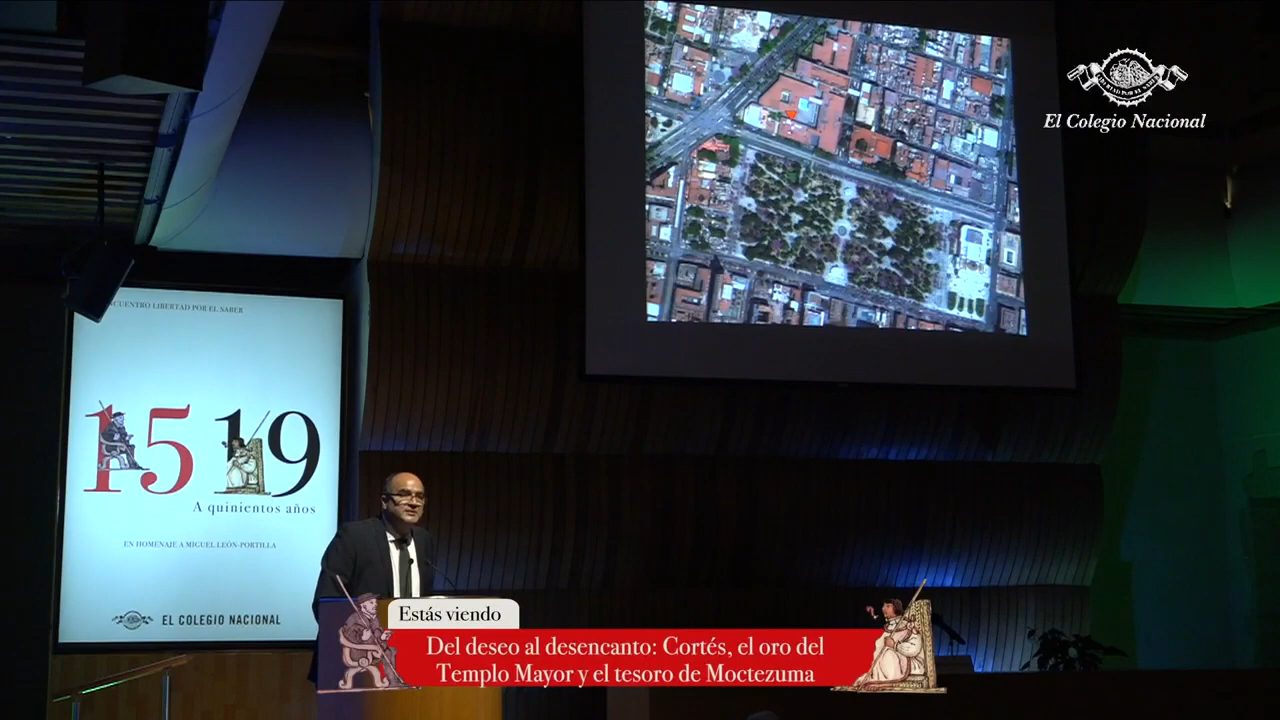 El Colegio Nacional
ENCUENTRO LIBERTAD POR EL SABER
1519
A quinientos años
EN HOMENAJE A MIGUEL LEÓN-PORTILLA
EL COLEGIO NACIONAL
Estás viendo
Del deseo al desencanto: Cortés, el oro del
Templo Mayor y el tesoro de Moctezuma